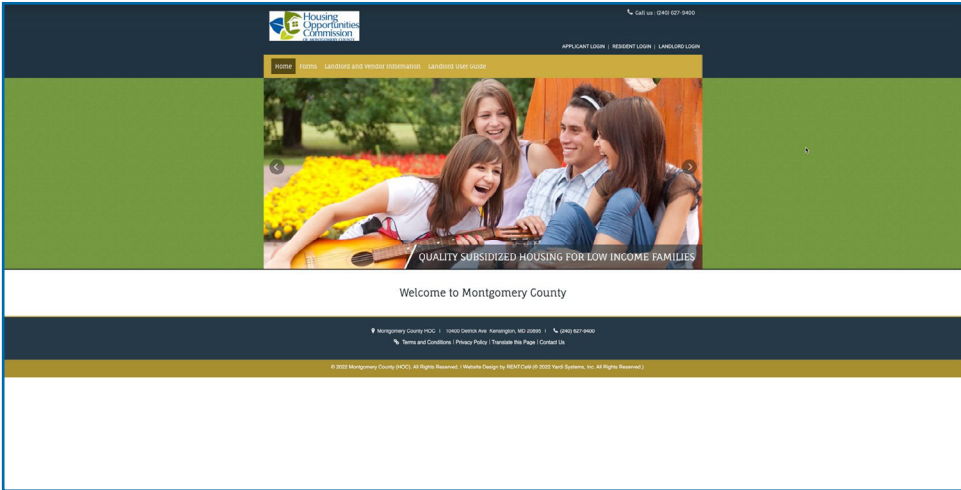 Housing
Opportunities
Commission
OF MONTGOMERY COUNTY
Call us : (240) 627-9400
APPLICANT LOGIN | RESIDENT LOGIN | LANDLORD LOGIN
Home Forms Landlord and Vendor Information Landlord User Guide
QUALITY SUBSIDIZED HOUSING FOR LOW INCOME FAMILIES
Welcome to Montgomery County
Montgomery County HOC | 10400 Detrick Ave Kensington, MD 20895 | (240) 627-9400
Terms and Conditions | Privacy Policy | Translate this Page | Contact Us
© 2022 Montgomery County (HOC), All Rights Reserved. | Website Design by RENTCafé (© 2022 Yardi Systems, Inc. All Rights Reserved.)